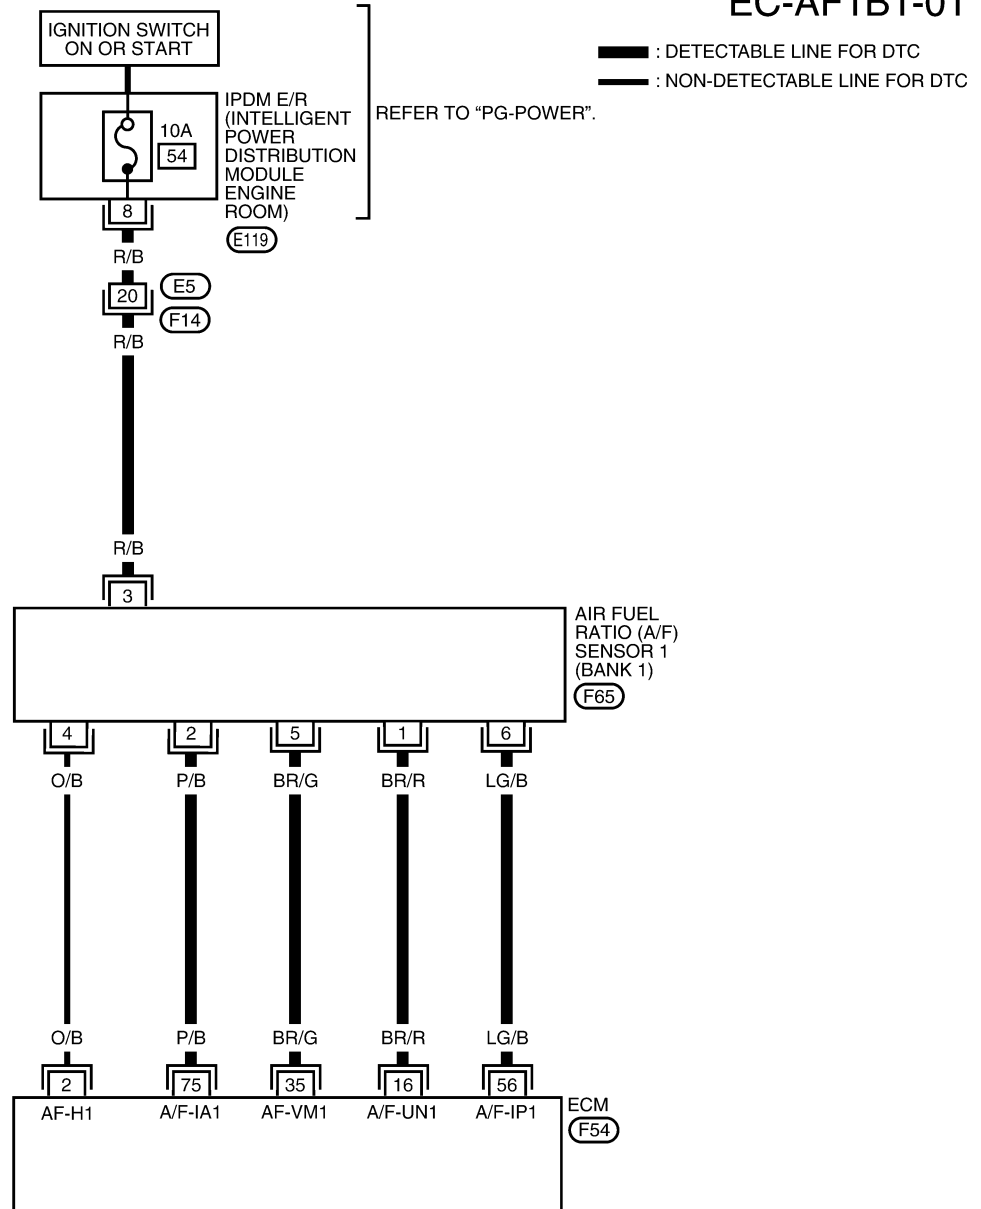 EC-AF1B1-01
IGNITION SWITCH
ON OR START
: DETECTABLE LINE FOR DTC
: NON-DETECTABLE LINE FOR DTC
IPDM E/R
(INTELLIGENT
POWER
DISTRIBUTION
MODULE
ENGINE
ROOM)
REFER TO “PG-POWER”.
10A
54
8
E119
R/B
20
E5
F14
R/B
R/B
3
AIR FUEL
RATIO (A/F)
SENSOR 1
(BANK 1)
F65
4 2 5 1 6
O/B P/B BR/G BR/R LG/B
O/B P/B BR/G BR/R LG/B
2 75 35 16 56
AF-H1 A/F-IA1 AF-VM1 A/F-UN1 A/F-IP1
ECM
F54